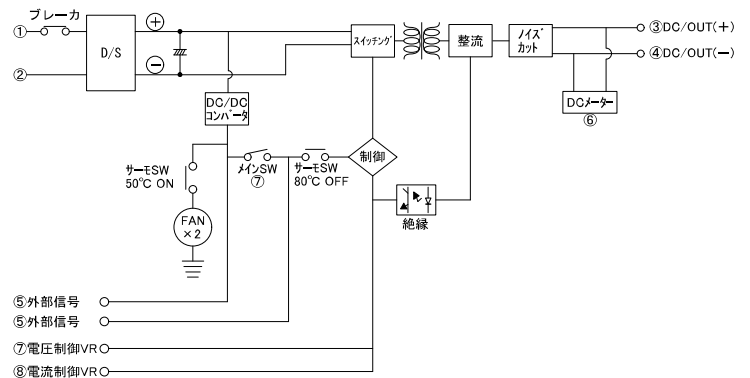 ブレーカ
①
②
D/S
+
−
DC/DC
コンバータ
スイッチング
整流
ノイズ
カット
③DC/OUT(+)
④DC/OUT(−)
DCメーター
⑥
サーモSW
50℃ ON
メインSW
⑦
サーモSW
80℃ OFF
制御
絶縁
FAN
×2
⑤外部信号
⑤外部信号
⑦電圧制御VR
⑧電流制御VR